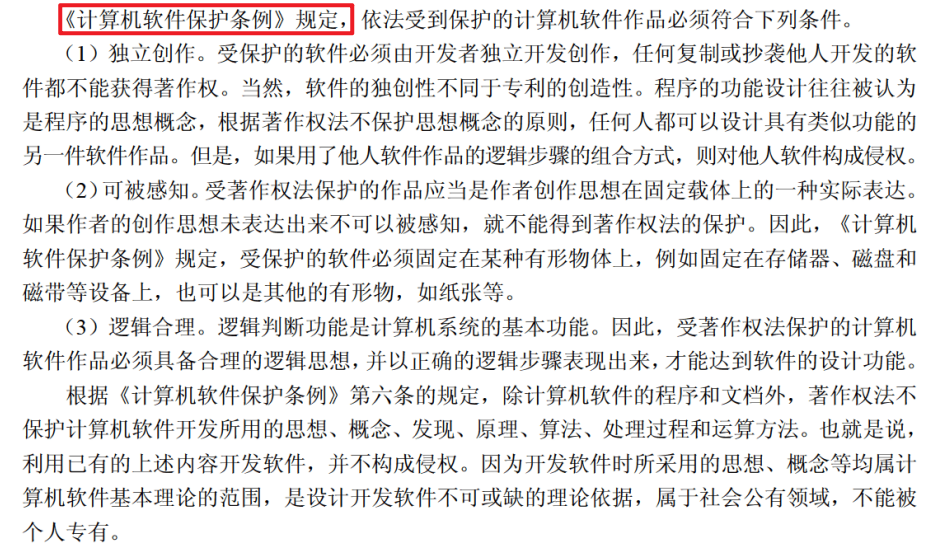 《计算机软件保护条例》规定，依法受到保护的计算机软件作品必须符合下列条件。
（1）独立创作。受保护的软件必须由开发者独立开发创作，任何复制或抄袭他人开发的软
件都不能获得著作权。当然，软件的独创性不同于专利的创造性。程序的功能设计往往被认为
是程序的思想概念，根据著作权法不保护思想概念的原则，任何人都可以设计具有类似功能的
另一件软件作品。但是，如果用了他人软件作品的逻辑步骤的组合方式，则对他人软件构成侵权。
（2）可被感知。受著作权法保护的作品应当是作者创作思想在固定载体上的一种实际表达。
如果作者的创作思想未表达出来不可以被感知，就不能得到著作权法的保护。因此，《计算机
软件保护条例》规定，受保护的软件必须固定在某种有形物体上，例如固定在存储器、磁盘和
磁带等设备上，也可以是其他的有形物，如纸张等。
（3）逻辑合理。逻辑判断功能是计算机系统的基本功能。因此，受著作权法保护的计算机
软件作品必须具备合理的逻辑思想，并以正确的逻辑步骤表现出来，才能达到软件的设计功能。
根据《计算机软件保护条例》第六条的规定，除计算机软件的程序和文档外，著作权法不
保护计算机软件开发所用的思想、概念、发现、原理、算法、处理过程和运算方法。也就是说，
利用已有的上述内容开发软件，并不构成侵权。因为开发软件时所采用的思想、概念等均属计
算机软件基本理论的范围，是设计开发软件不可或缺的理论依据，属于社会公有领域，不能被
个人专有。